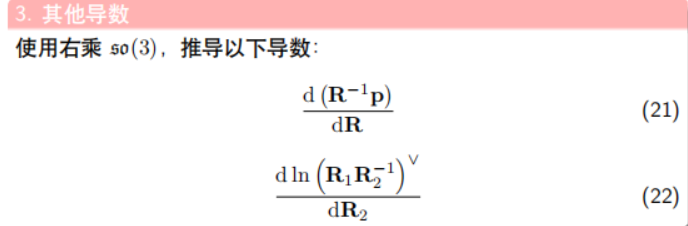 3. 其他导数
使用右乘 𝔰𝔬(3)，推导以下导数：
d (R⁻¹p) / dR (21)
d ln (R₁R₂⁻¹)^∨ / dR₂ (22)